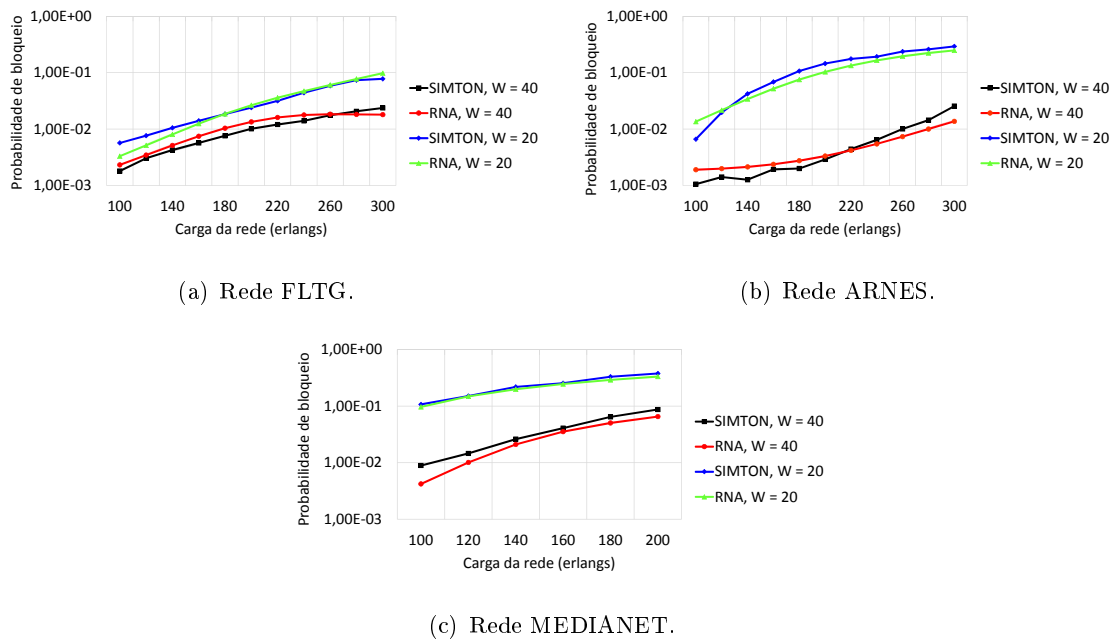 1,00E+00
1,00E-01
1,00E-02
1,00E-03
Probabilidade de bloqueio
100 140 180 220 260 300
Carga da rede (erlangs)
SIMTON, W = 40
RNA, W = 40
SIMTON, W = 20
RNA, W = 20
(a) Rede FLTG.
1,00E+00
1,00E-01
1,00E-02
1,00E-03
Probabilidade de bloqueio
100 140 180 220 260 300
Carga da rede (erlangs)
SIMTON, W = 40
RNA, W = 40
SIMTON, W = 20
RNA, W = 20
(b) Rede ARNES.
1,00E+00
1,00E-01
1,00E-02
1,00E-03
Probabilidade de bloqueio
100 120 140 160 180 200
Carga da rede (erlangs)
SIMTON, W = 40
RNA, W = 40
SIMTON, W = 20
RNA, W = 20
(c) Rede MEDIANET.